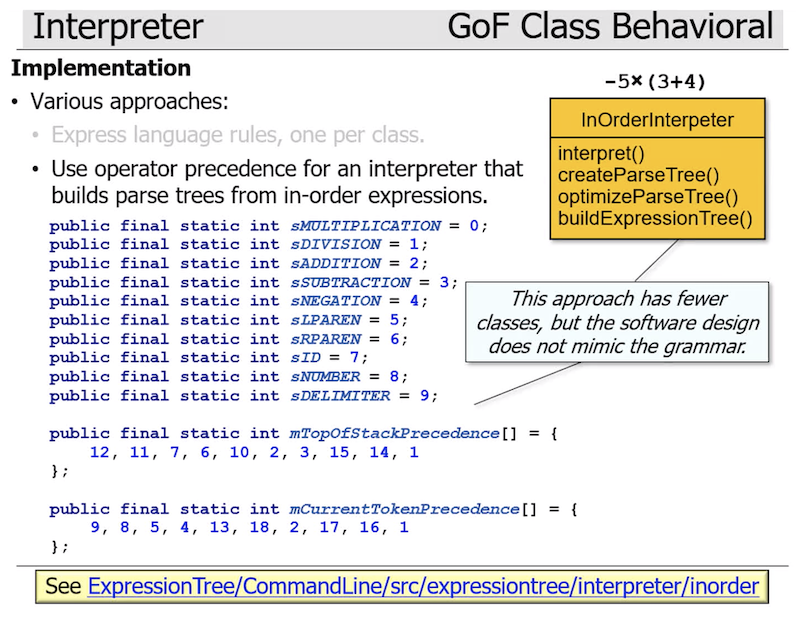 Interpreter
GoF Class Behavioral
Implementation
• Various approaches:
• Express language rules, one per class.
• Use operator precedence for an interpreter that
builds parse trees from in-order expressions.
-5×(3+4)
InOrderInterpeter
interpret()
createParseTree()
optimizeParseTree()
buildExpressionTree()
public final static int sMULTIPLICATION = 0;
public final static int sDIVISION = 1;
public final static int sADDITION = 2;
public final static int sSUBTRACTION = 3;
public final static int sNEGATION = 4;
public final static int sLPAREN = 5;
public final static int sRPAREN = 6;
public final static int sID = 7;
public final static int sNUMBER = 8;
public final static int sDELIMITER = 9;
This approach has fewer
classes, but the software design
does not mimic the grammar.
public final static int mTopOfStackPrecedence[] = {
12, 11, 7, 6, 10, 2, 3, 15, 14, 1
};
public final static int mCurrentTokenPrecedence[] = {
9, 8, 5, 4, 13, 18, 2, 17, 16, 1
};
See ExpressionTree/CommandLine/src/expressiontree/interpreter/inorder